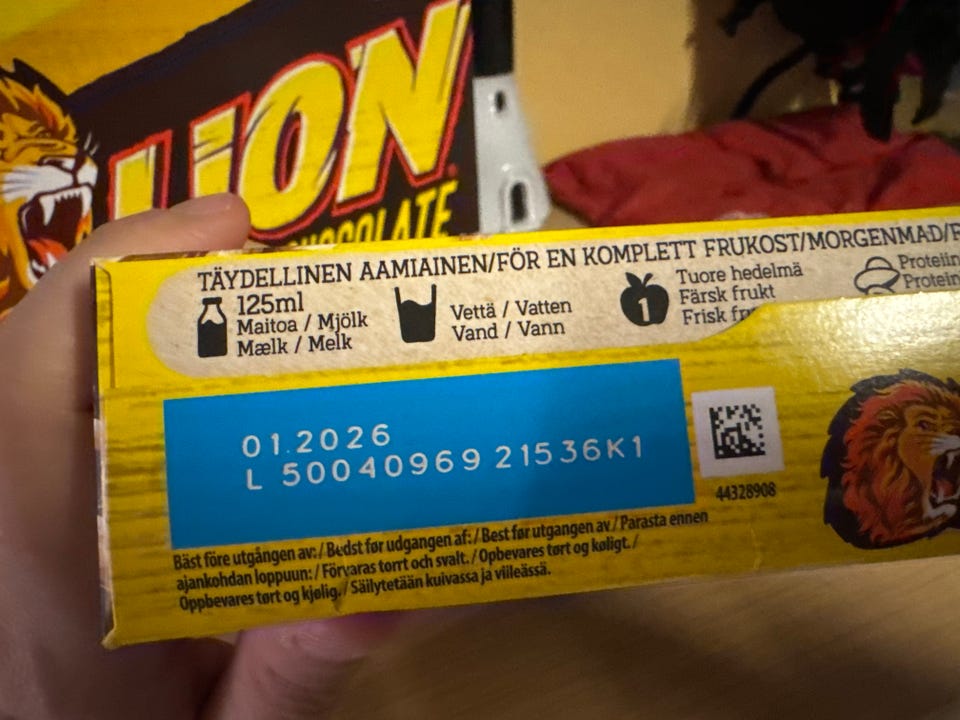 LION
CHOCOLATE
TÄYDELLINEN AAMIAINEN/FÖR EN KOMPLETT FRUKOST/MORGENMAD/F
125ml
Maitoa / Mjölk
Mælk / Melk
Vettä / Vatten
Vand / Vann
1
Tuore hedelmä
Färsk frukt
Frisk fr
Proteiin
Protein
01.2026
L 50040969 21536K1
44328908
Bäst före utgången av: / Bedst før udgangen af: / Best før utgangen av / Parasta ennen
ajankohdan loppuun: / Förvaras torrt och svalt. / Opbevares tørt og køligt. /
Oppbevares tørt og kjølig. / Säilytetään kuivassa ja viileässä.